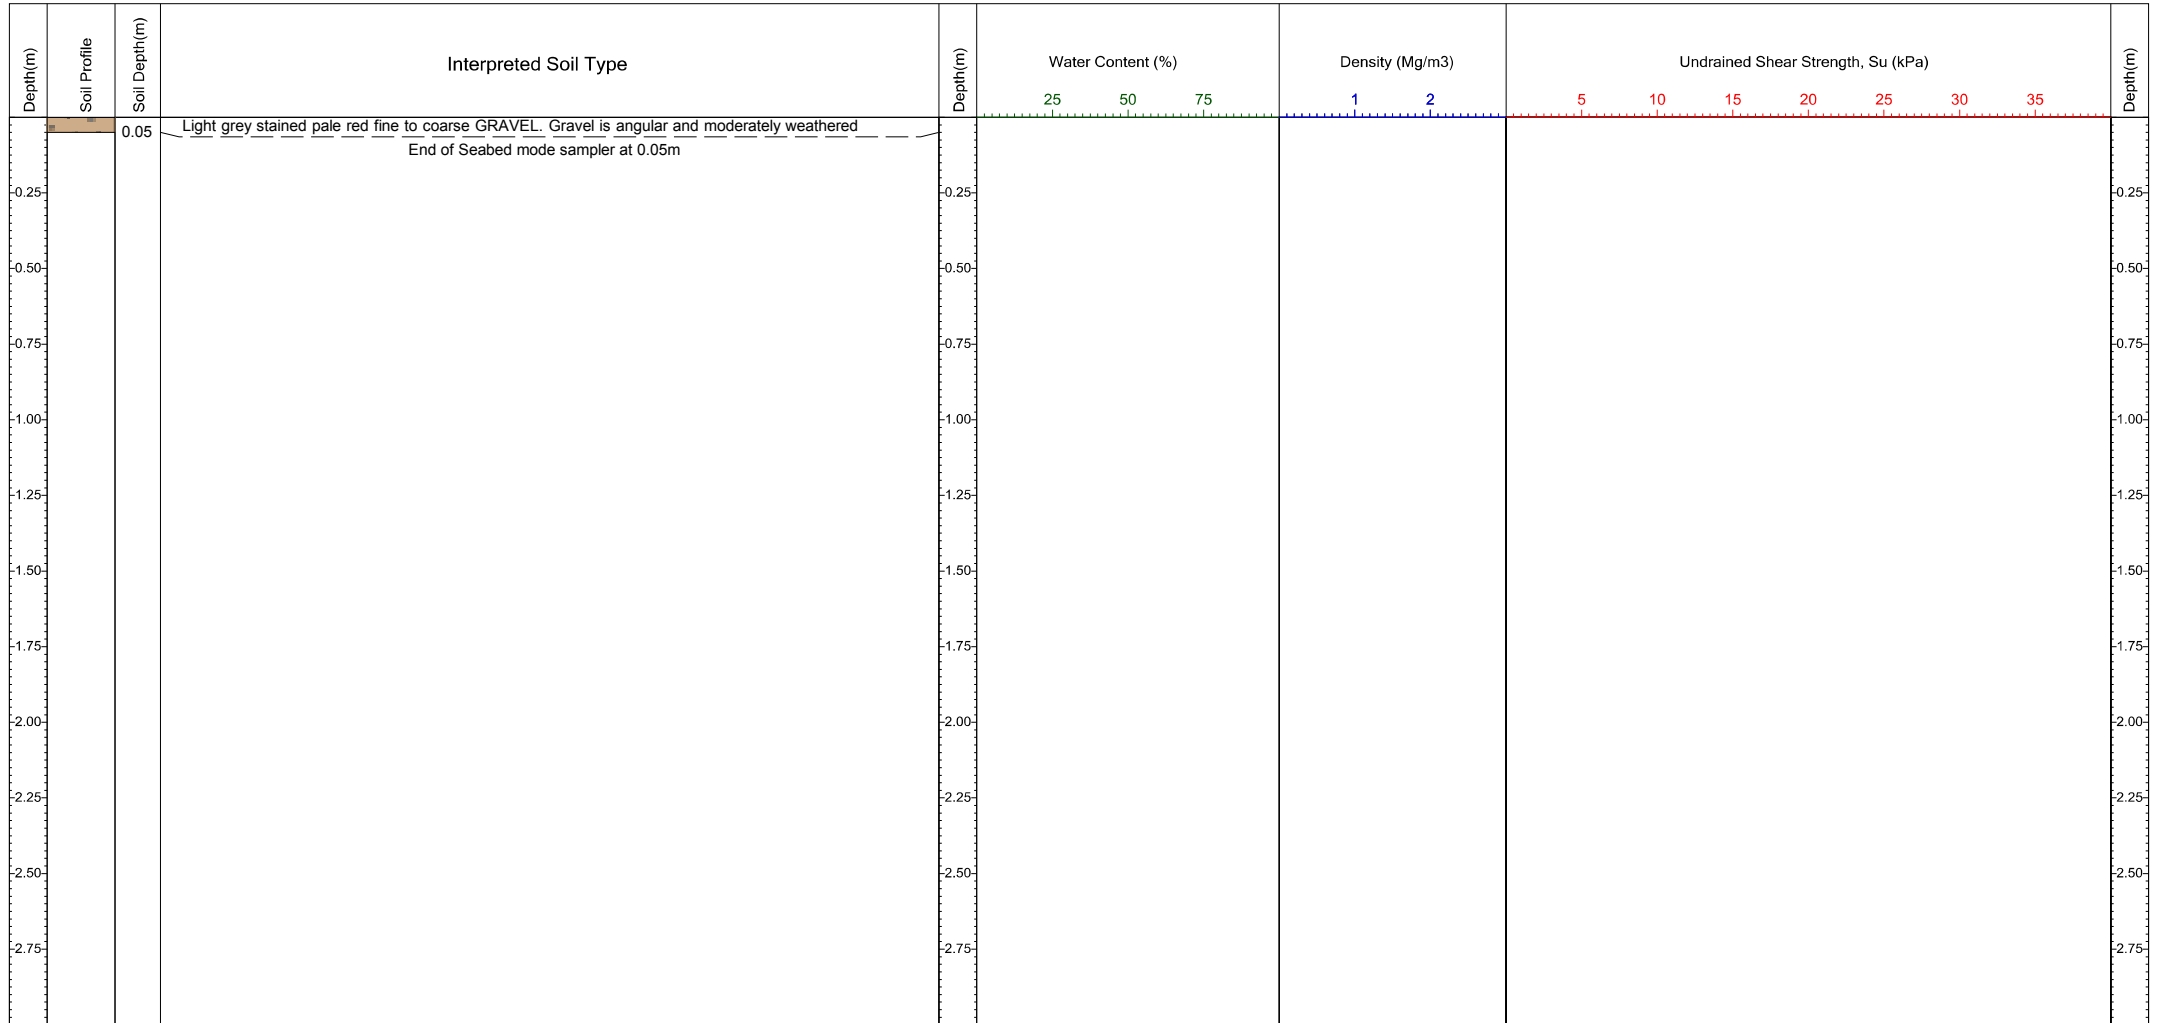 Depth(m) Soil Profile Soil Depth(m) Interpreted Soil Type Depth(m) Water Content (%) Density (Mg/m3) Undrained Shear Strength, Su (kPa) Depth(m)
25 50 75 1 2 5 10 15 20 25 30 35
0.05 Light grey stained pale red fine to coarse GRAVEL. Gravel is angular and moderately weathered
End of Seabed mode sampler at 0.05m
0.25 0.25 0.25
0.50 0.50 0.50
0.75 0.75 0.75
1.00 1.00 1.00
1.25 1.25 1.25
1.50 1.50 1.50
1.75 1.75 1.75
2.00 2.00 2.00
2.25 2.25 2.25
2.50 2.50 2.50
2.75 2.75 2.75